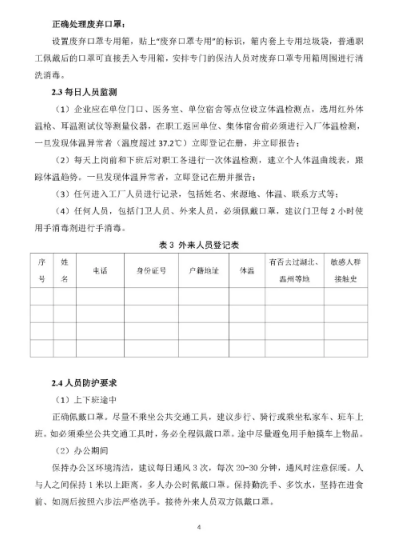 正确处理废弃口罩：
设置废弃口罩专用箱，贴上“废弃口罩专用”的标识，箱内套上专用垃圾袋，普通职
工佩戴后的口罩可直接丢入专用箱，安排专门的保洁人员对废弃口罩专用箱周围进行清
洗消毒。
2.3 每日人员监测
（1）企业应在单位门口、医务室、单位宿舍等点位设立体温检测点，选用红外体
温枪、耳温测试仪等测量仪器，在职工返回单位、集体宿舍前必须进行入厂体温检测，
一旦发现体温异常者（温度超过 37.2℃）立即登记在册，并立即报告；
（2）每天上岗前和下班后对职工各进行一次体温检测，建立个人体温曲线表，跟
踪体温趋势，一旦发现体温异常，立即登记在册并报告；
（3）任何进入工厂人员进行记录，包括姓名、来源地、体温、联系方式等；
（4）任何人员，包括门卫人员、外来人员，必须佩戴口罩，建议门卫每 2 小时使
用手消毒剂进行手消毒。
表 3 外来人员登记表
序号 姓名 电话 身份证号 户籍地址 体温 有否去过湖北、温州等地 敏感人群接触史
2.4 人员防护要求
（1）上下班途中
正确佩戴口罩。尽量不乘坐公共交通工具，建议步行、骑行或乘坐私家车、班车上
班。如必须乘坐公共交通工具时，务必全程佩戴口罩。途中尽量避免用手触摸车上物品。
（2）办公期间
保持办公区环境清洁，建议每日通风 3 次，每次 20-30 分钟，通风时注意保暖。人
与人之间保持 1 米以上距离，多人办公时佩戴口罩。保持勤洗手、多饮水，坚持在进食
前、如厕后按照六步法严格洗手。接待外来人员双方佩戴口罩。
4